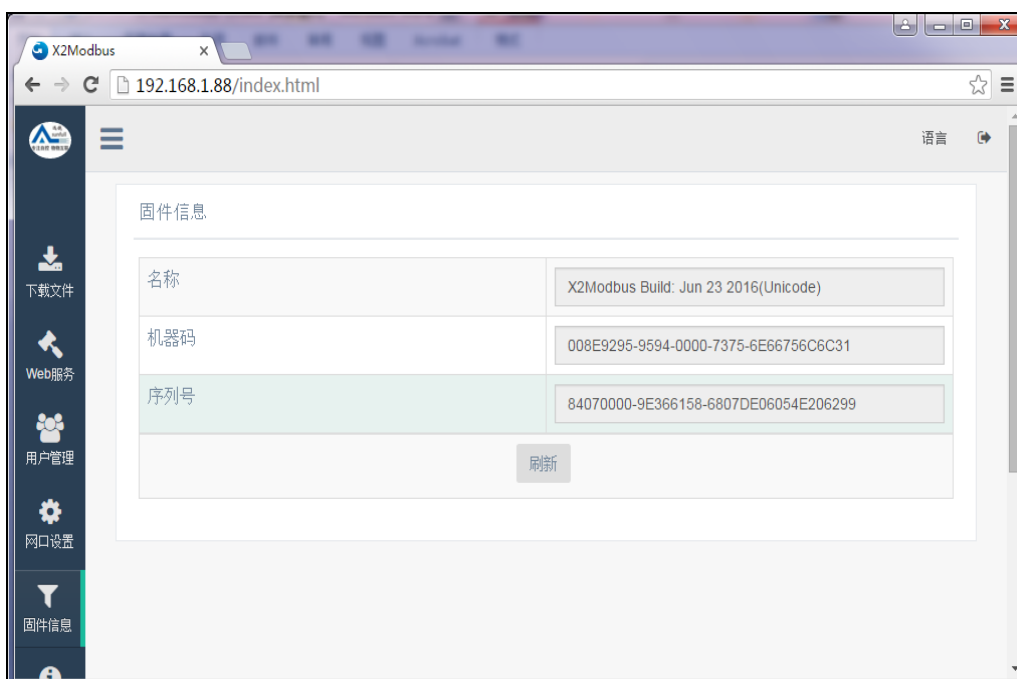 X2Modbus
192.168.1.88/index.html
语言
固件信息
下载文件
名称
X2Modbus Build: Jun 23 2016(Unicode)
机器码
008E9295-9594-0000-7375-6E66756C6C31
Web服务
序列号
84070000-9E366158-6807DE06054E206299
用户管理
刷新
网口设置
固件信息